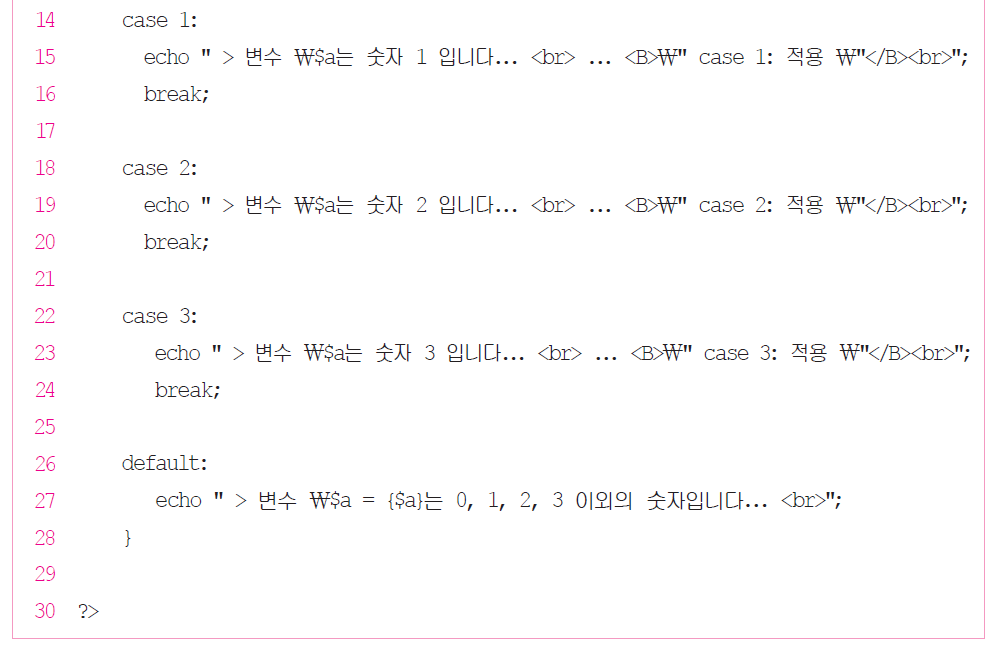 14 case 1:
15 echo " > 변수 ₩$a는 숫자 1 입니다... <br> ... <B>₩" case 1: 적용 ₩"</B><br>";
16 break;
17
18 case 2:
19 echo " > 변수 ₩$a는 숫자 2 입니다... <br> ... <B>₩" case 2: 적용 ₩"</B><br>";
20 break;
21
22 case 3:
23 echo " > 변수 ₩$a는 숫자 3 입니다... <br> ... <B>₩" case 3: 적용 ₩"</B><br>";
24 break;
25
26 default:
27 echo " > 변수 ₩$a = {$a}는 0, 1, 2, 3 이외의 숫자입니다... <br>";
28 }
29
30 ?>